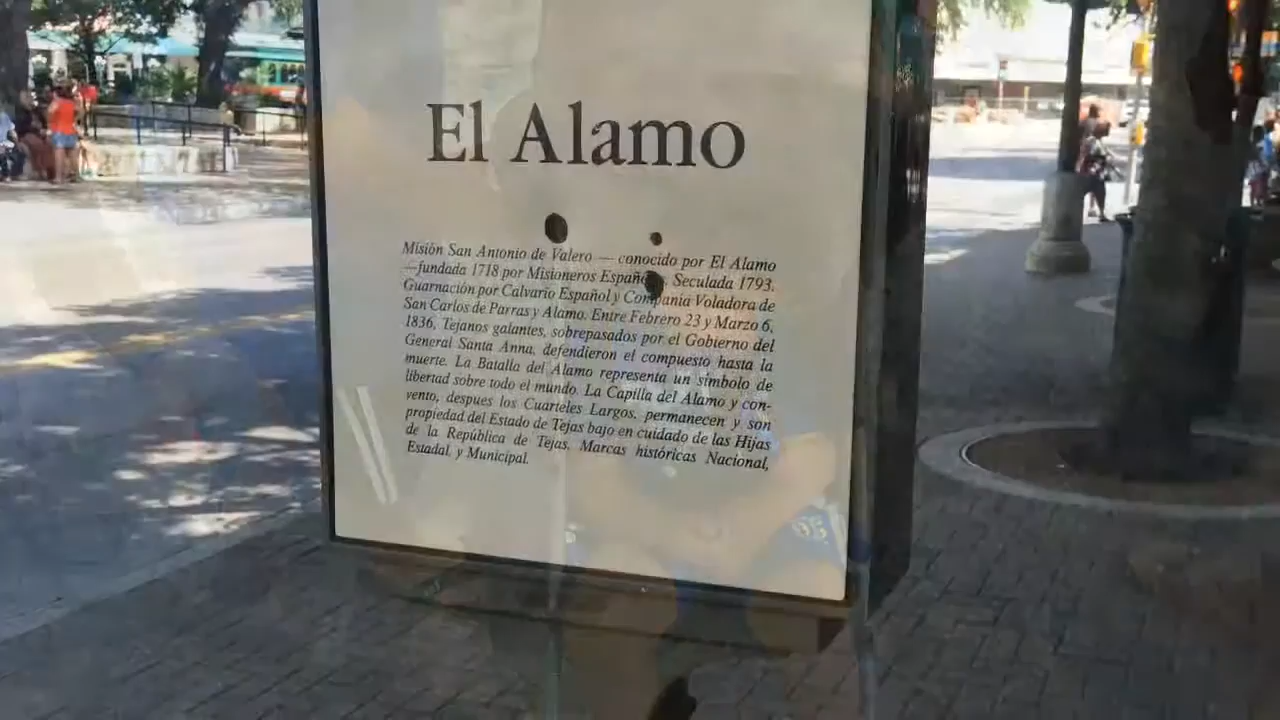 El Alamo
Misión San Antonio de Valero — conocido por El Alamo
—fundada 1718 por Misioneros Seculada 1793.
Guarnación por Calvario Español y Compania Voladora de
San Carlos de Parras y Alamo. Entre Febrero 23 y Marzo 6,
1836, Tejanos galantes, sobrepasados por el Gobierno del
General Santa Anna, defendieron el compuesto hasta la
muerte. La Batalla del Alamo representa un símbolo de
libertad sobre todo el mundo. La Capilla del Alamo y con-
vento, despues los Cuarteles Largos, permanecen y son
propiedad del Estado de Tejas bajo en cuidado de las Hijas
de la República de Tejas. Marcas históricas Nacional,
Estadal, y Municipal.